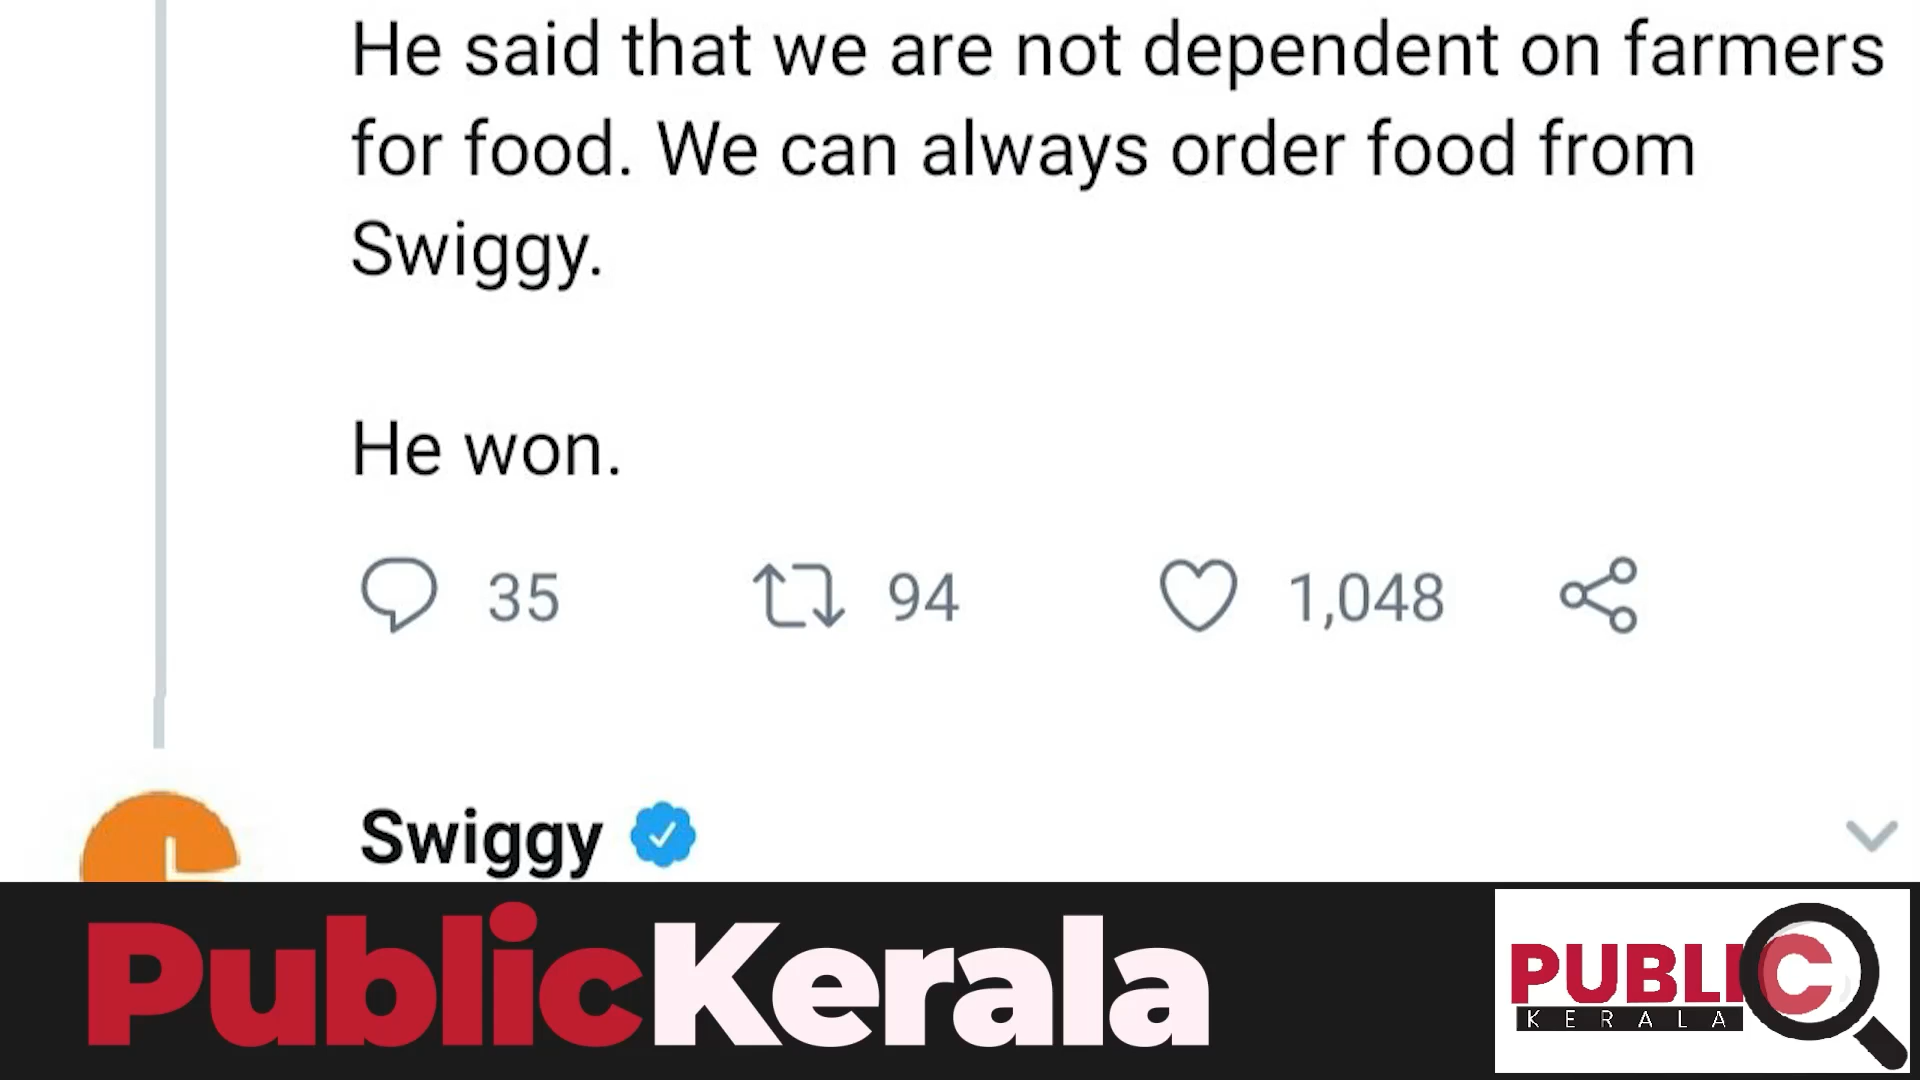 He said that we are not dependent on farmers
for food. We can always order food from
Swiggy.
He won.
35 94 1,048
Swiggy
PublicKerala
PUBLIC
KERALA